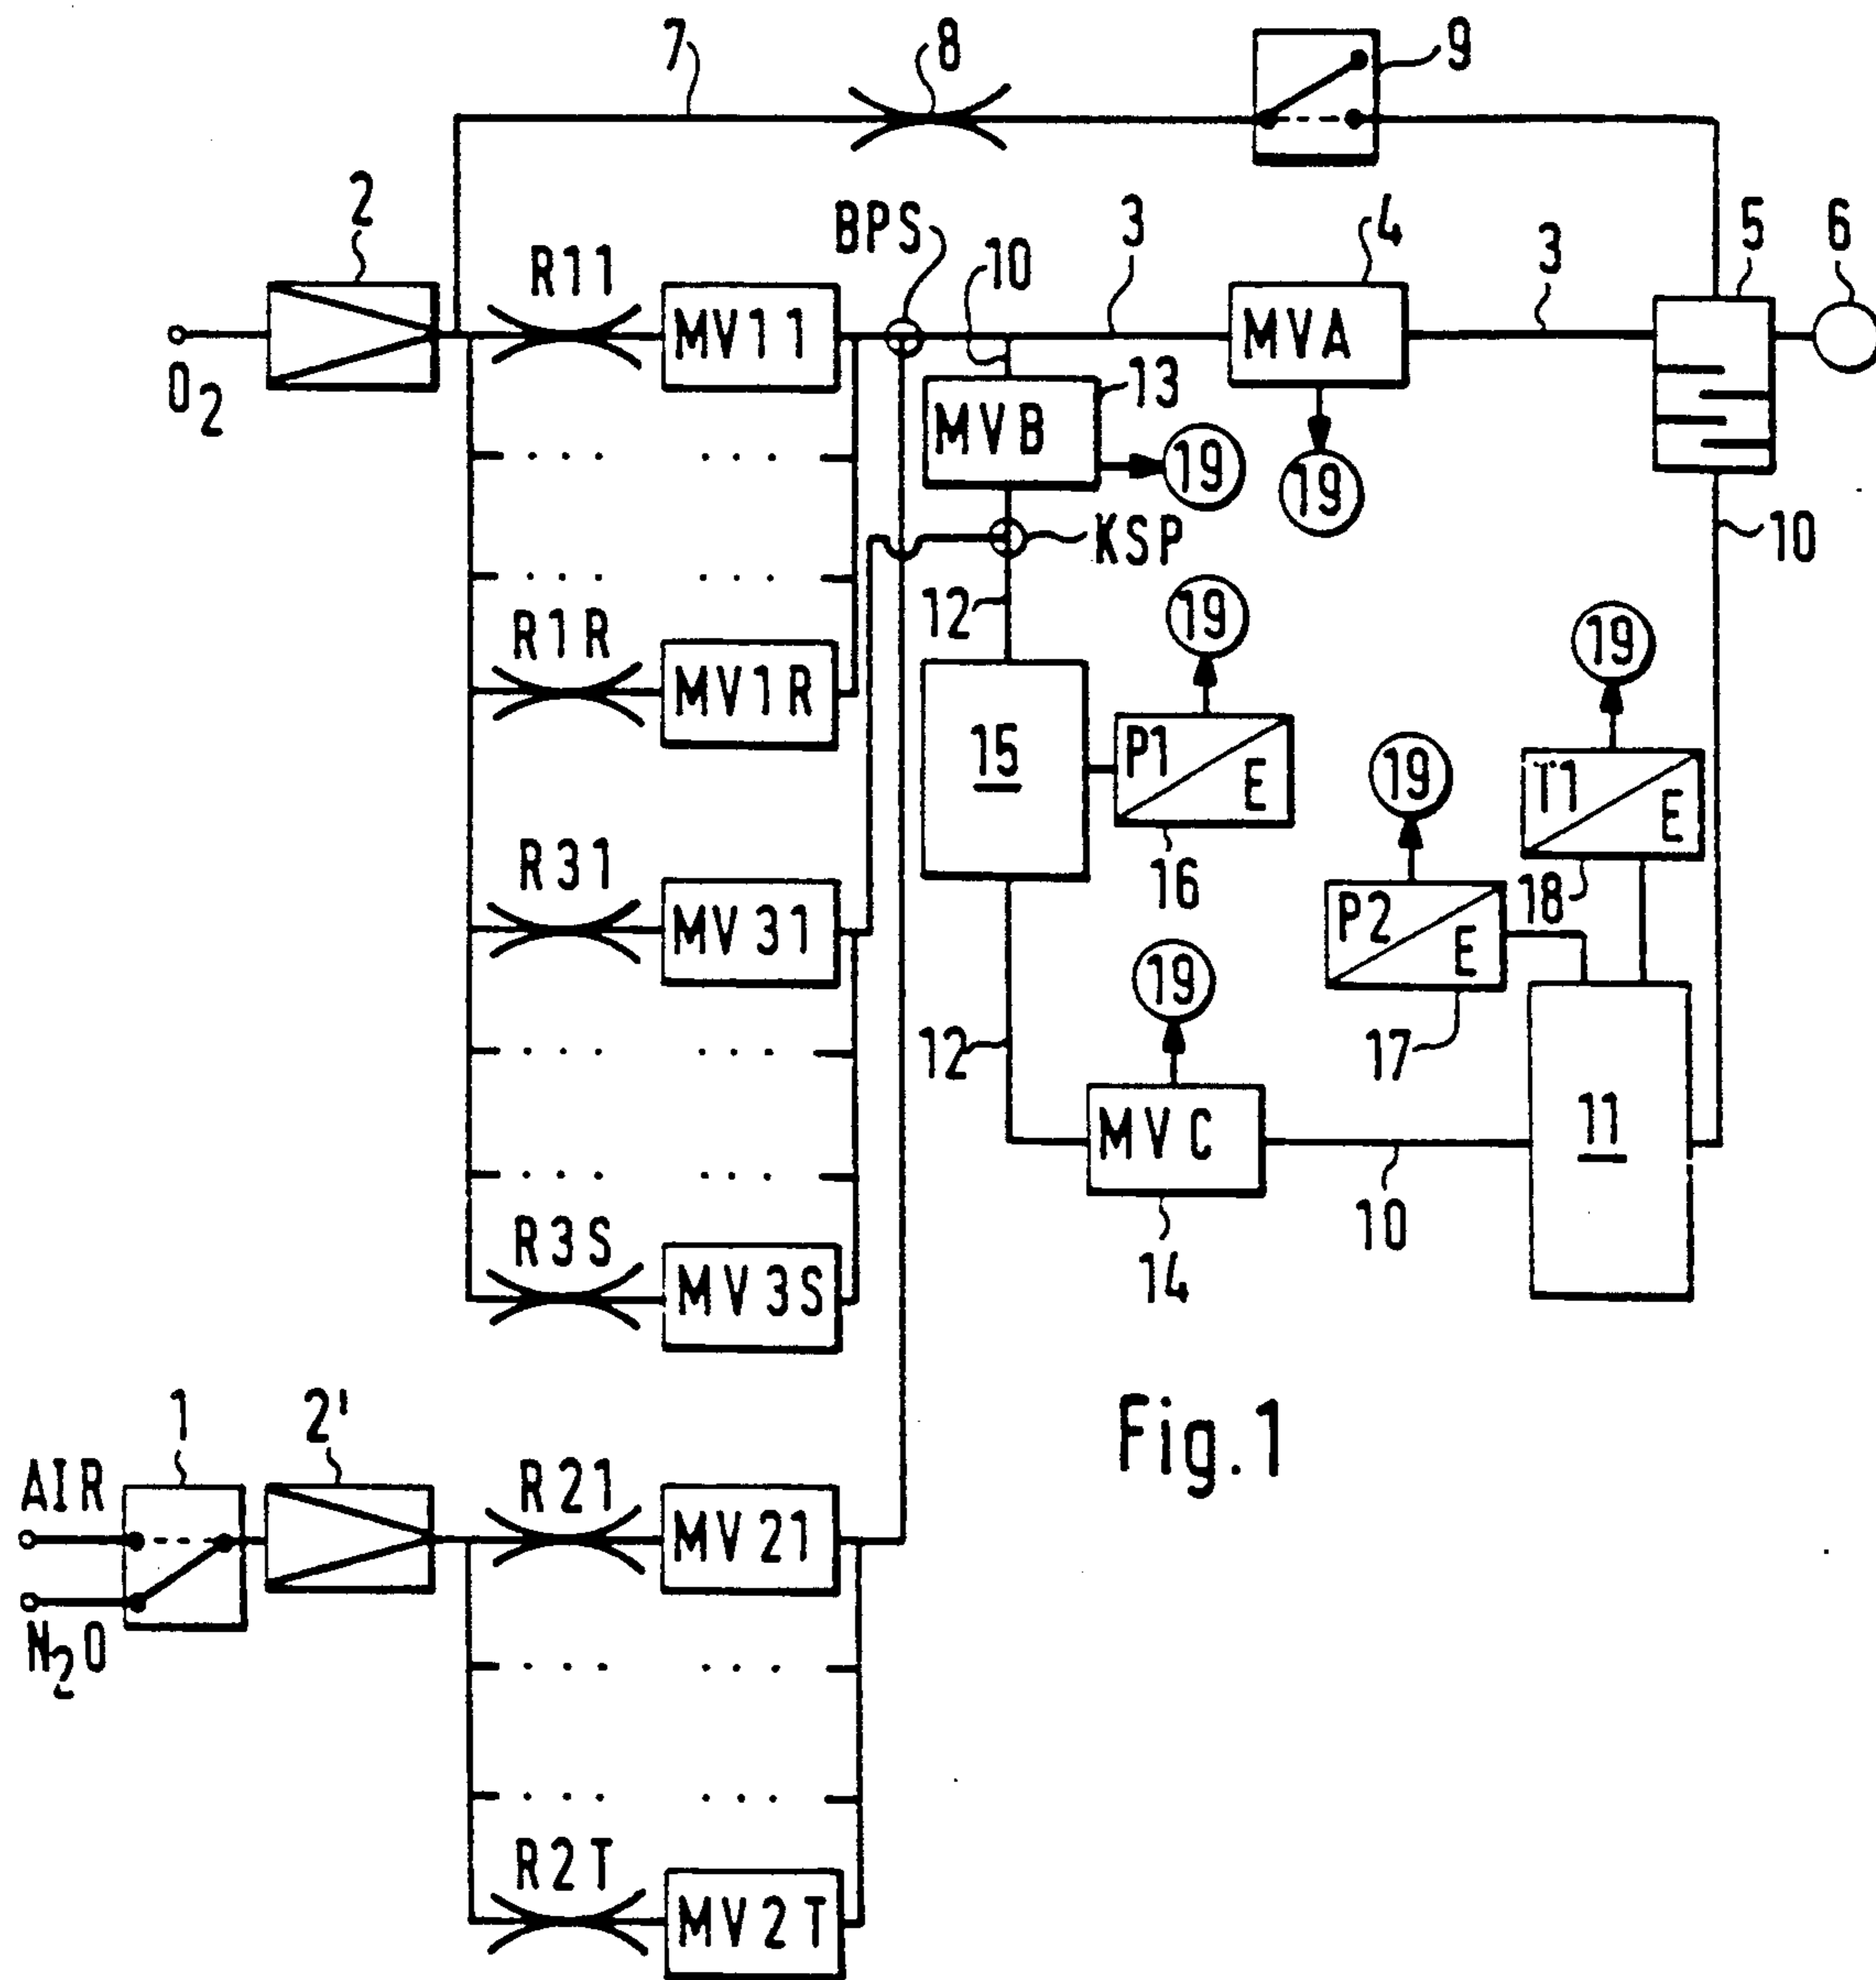 7
8
9
2
R11
BPS
10
3
4
3
5
6
O2
MV11
MVA
MVB
13
19
19
KSP
10
12
R1R
MV1R
19
19
15
P1
E
16
19
T1
E
18
P2
E
17
R31
MV31
19
12
MVC
14
10
11
R3S
MV3S
Fig.1
1
2'
AIR
N2O
R21
MV21
R2T
MV2T